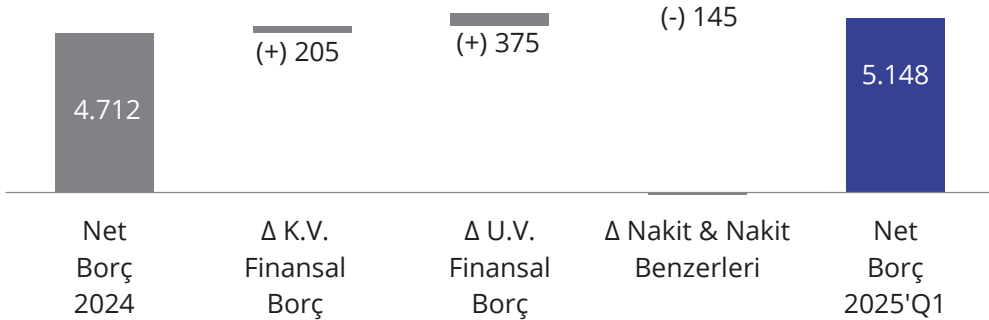 (-) 145
(+) 205
(+) 375
4.712
5.148
Net
Borç
2024
Δ K.V.
Finansal
Borç
Δ U.V.
Finansal
Borç
Δ Nakit & Nakit
Benzerleri
Net
Borç
2025'Q1